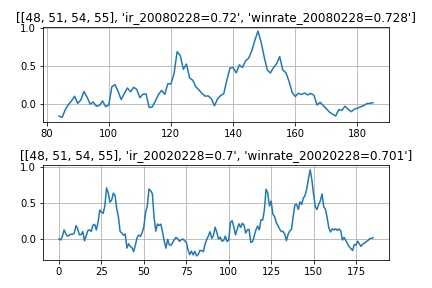 [[48, 51, 54, 55], 'ir_20080228=0.72', 'winrate_20080228=0.728']
1.0
0.5
0.0
80 100 120 140 160 180
[[48, 51, 54, 55], 'ir_20020228=0.7', 'winrate_20020228=0.701']
1.0
0.5
0.0
0 25 50 75 100 125 150 175